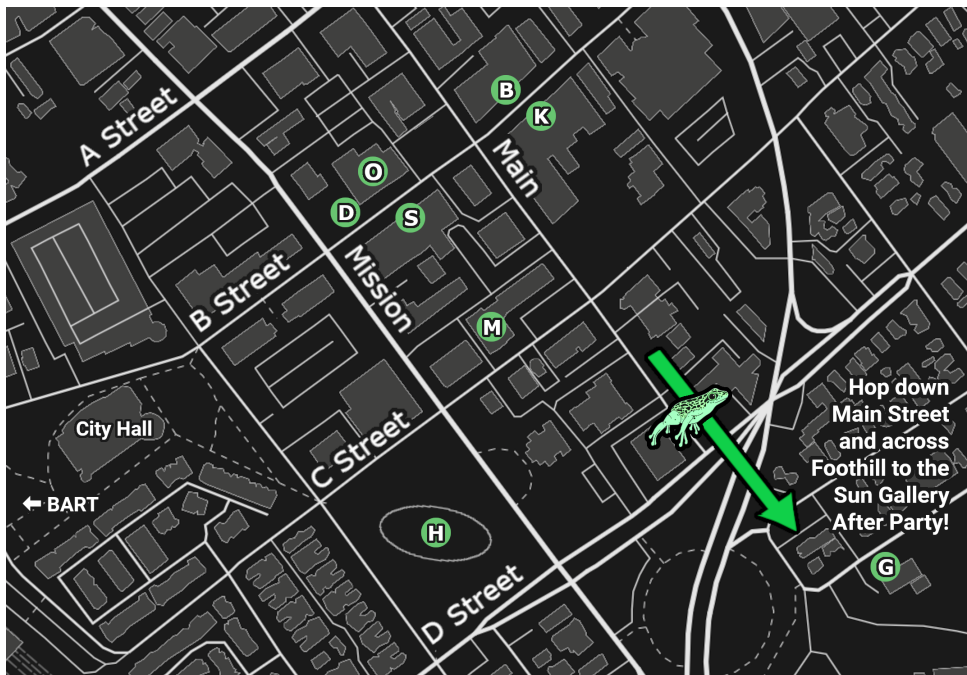 A Street
B
K
Main
O
D
S
B Street
Mission
M
City Hall
Hop down
Main Street
and across
Foothill to the
Sun Gallery
After Party!
C Street
← BART
H
G
D Street